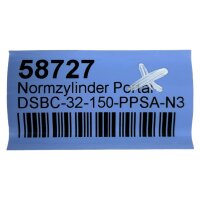 58727
Normzylinder Portal
DSBC-32-150-PPSA-N3